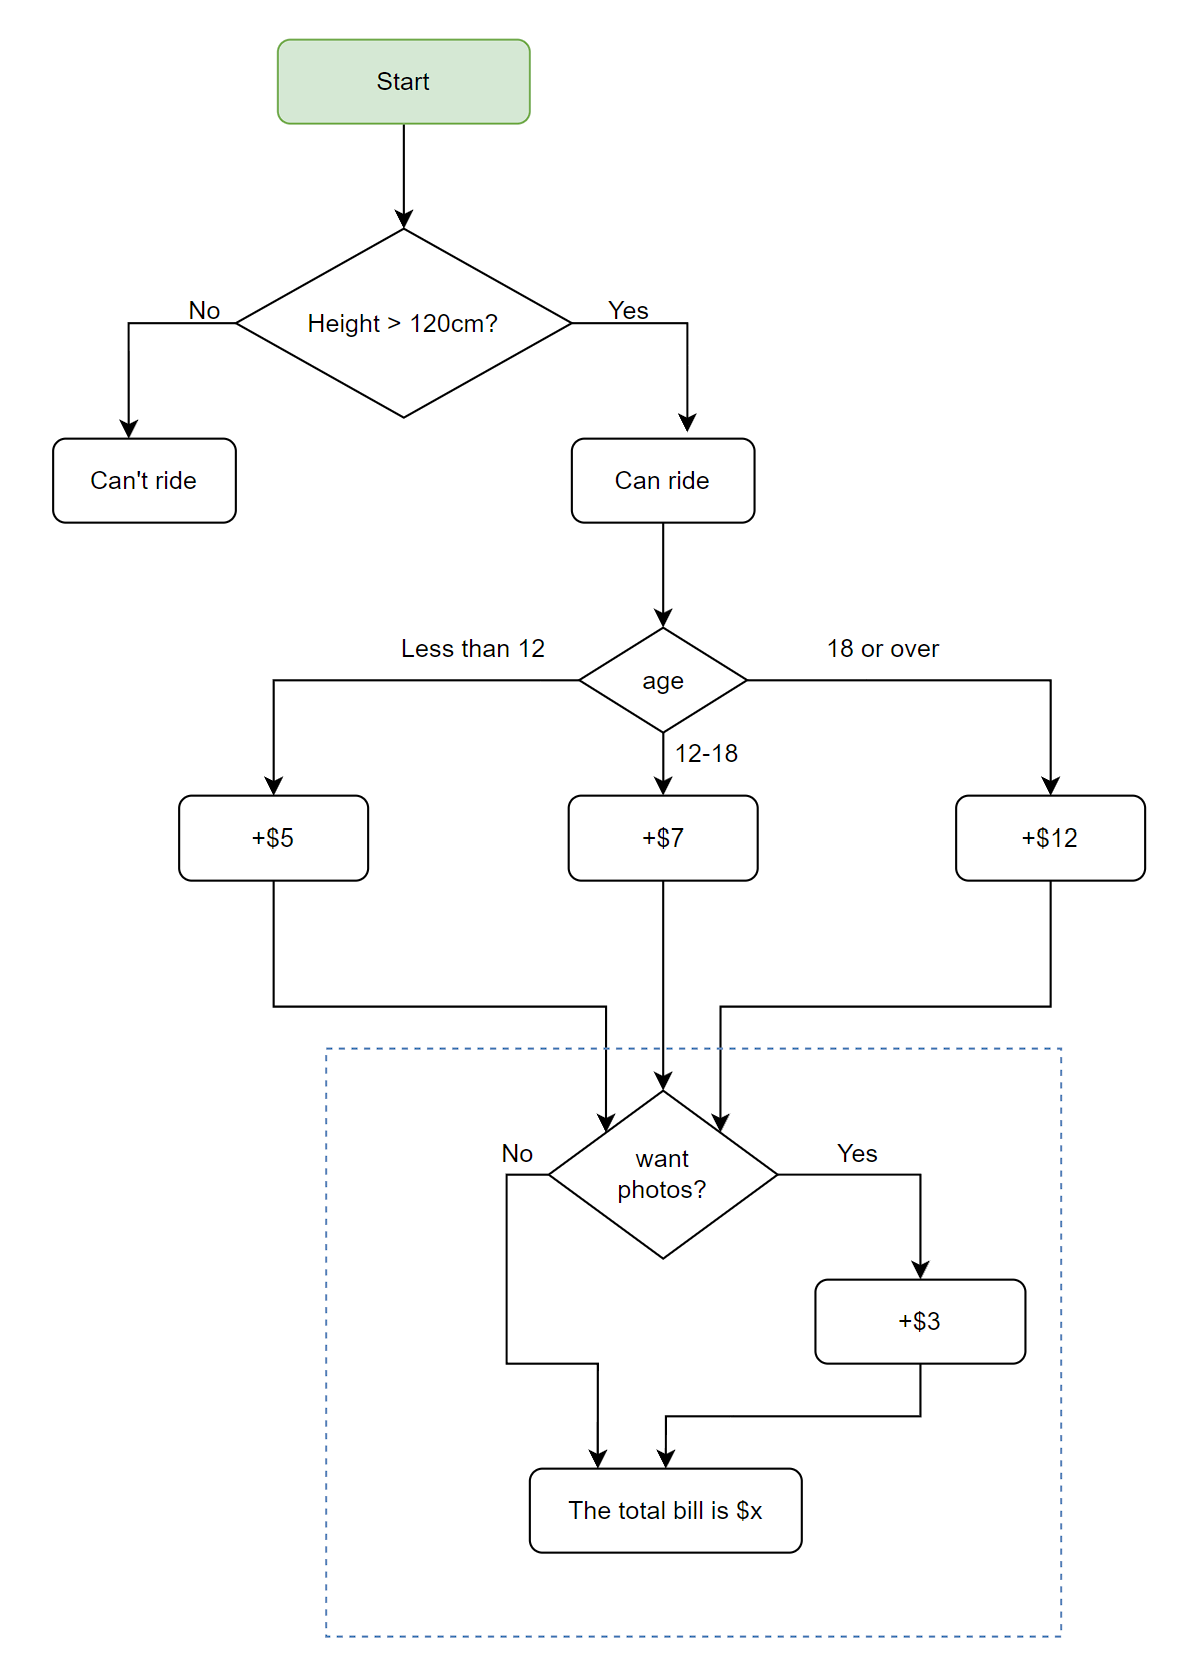 Start
Height > 120cm?
No
Yes
Can't ride
Can ride
age
Less than 12
12-18
18 or over
+$5
+$7
+$12
want
photos?
No
Yes
+$3
The total bill is $x